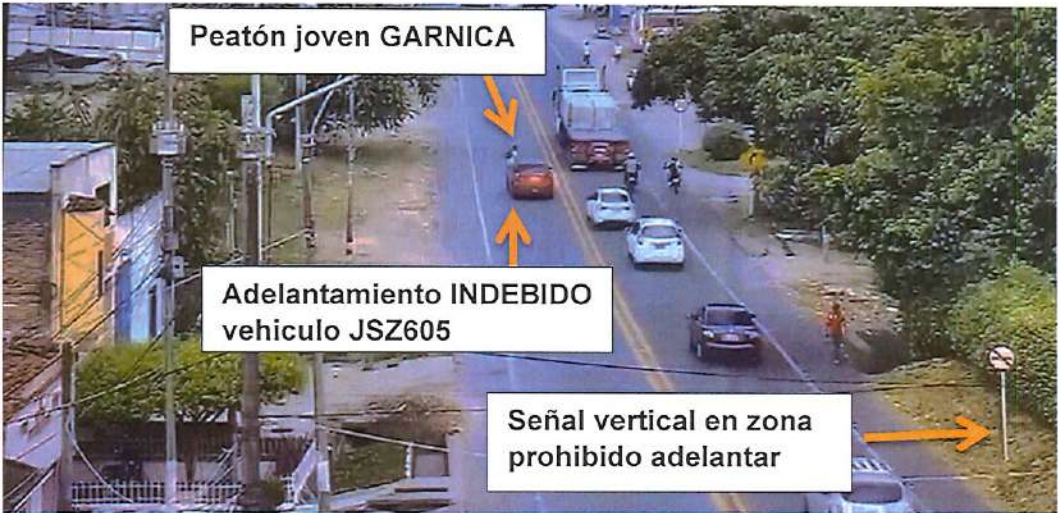 Peatón joven GARNICA
Adelantamiento INDEBIDO
vehiculo JSZ605
Señal vertical en zona
prohibido adelantar